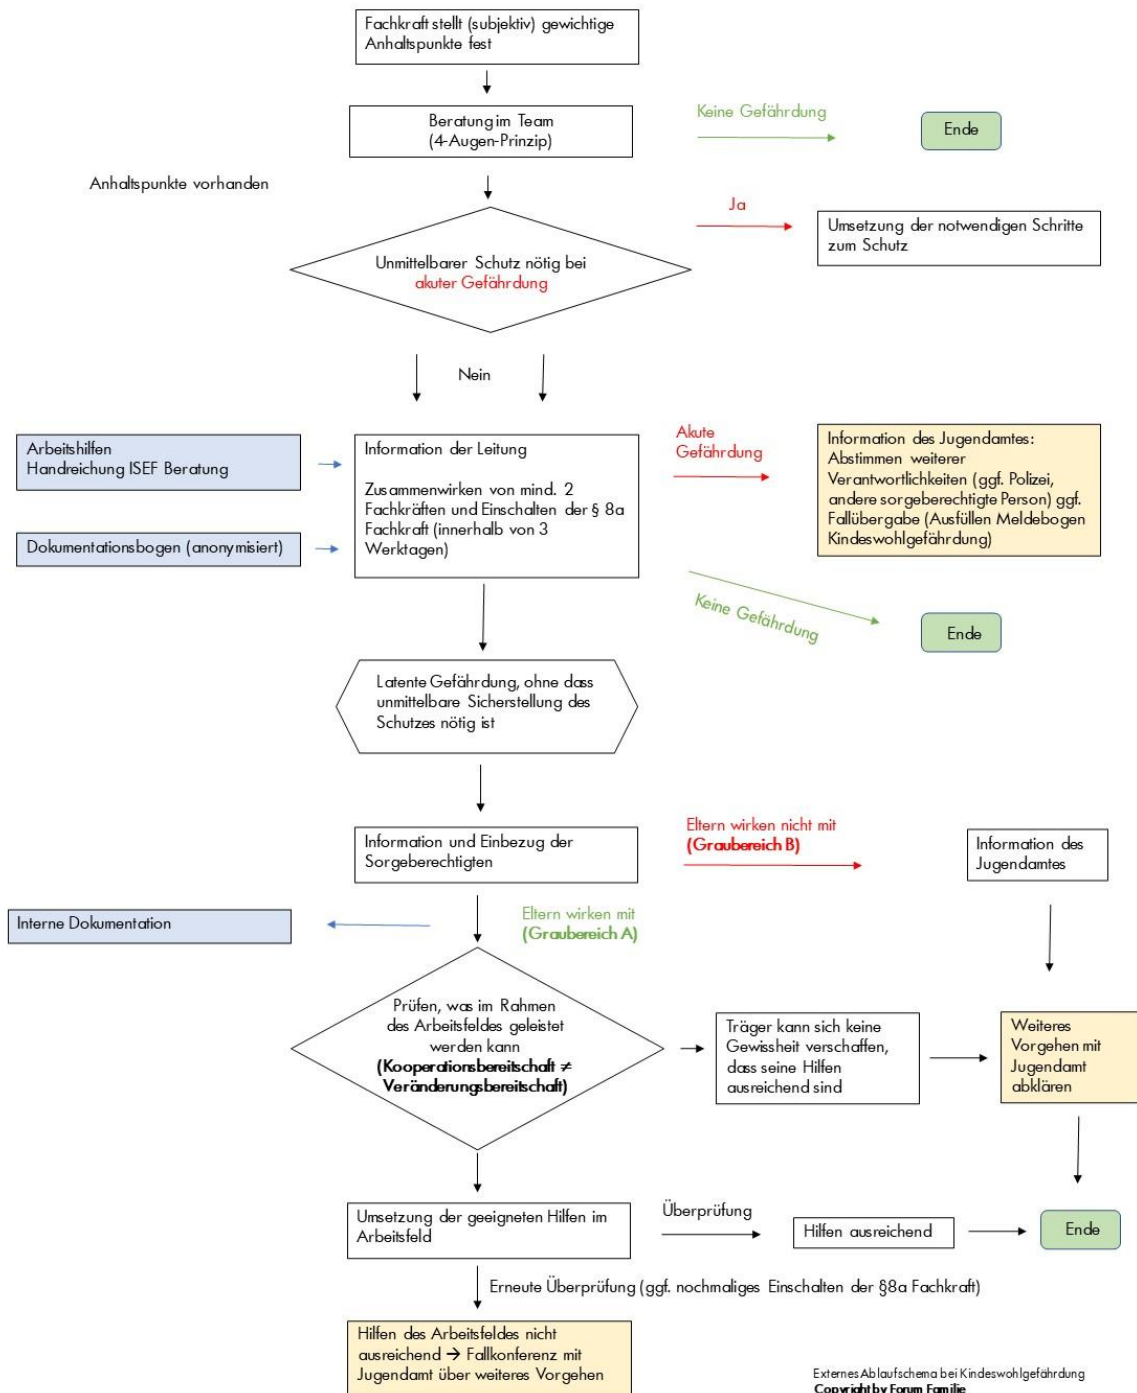 Fachkraft stellt (subjektiv) gewichtige
Anhaltspunkte fest
Beratung im Team
(4-Augen-Prinzip)
Keine Gefährdung
Ende
Anhaltspunkte vorhanden
Ja
Umsetzung der notwendigen Schritte
zum Schutz
Unmittelbarer Schutz nötig bei
akuter Gefährdung
Nein
Arbeitshilfen
Handreichung ISEF Beratung
Dokumentationsbogen (anonymisiert)
Information der Leitung
Zusammenwirken von mind. 2
Fachkräften und Einschalten der § 8a
Fachkraft (innerhalb von 3
Werktagen)
Akute
Gefährdung
Information des Jugendamtes:
Abstimmen weiterer
Verantwortlichkeiten (ggf. Polizei,
andere sorgeberechtigte Person) ggf.
Fallübergabe (Ausfüllen Meldebogen
Kindeswohlgefährdung)
Keine Gefährdung
Ende
Latente Gefährdung, ohne dass
unmittelbare Sicherstellung des
Schutzes nötig ist
Information und Einbezug der
Sorgeberechtigten
Eltern wirken nicht mit
(Graubereich B)
Information des
Jugendamtes
Interne Dokumentation
Eltern wirken mit
(Graubereich A)
Prüfen, was im Rahmen
des Arbeitsfeldes geleistet
werden kann
(Kooperationsbereitschaft ≠
Veränderungsbereitschaft)
Träger kann sich keine
Gewissheit verschaffen,
dass seine Hilfen
ausreichend sind
Weiteres
Vorgehen mit
Jugendamt
abklären
Umsetzung der geeigneten Hilfen im
Arbeitsfeld
Überprüfung
Hilfen ausreichend
Ende
Erneute Überprüfung (ggf. nochmaliges Einschalten der §8a Fachkraft)
Hilfen des Arbeitsfeldes nicht
ausreichend → Fallkonferenz mit
Jugendamt über weiteres Vorgehen
Externes Ablaufschema bei Kindeswohlgefährdung
Copyright by Forum Familie